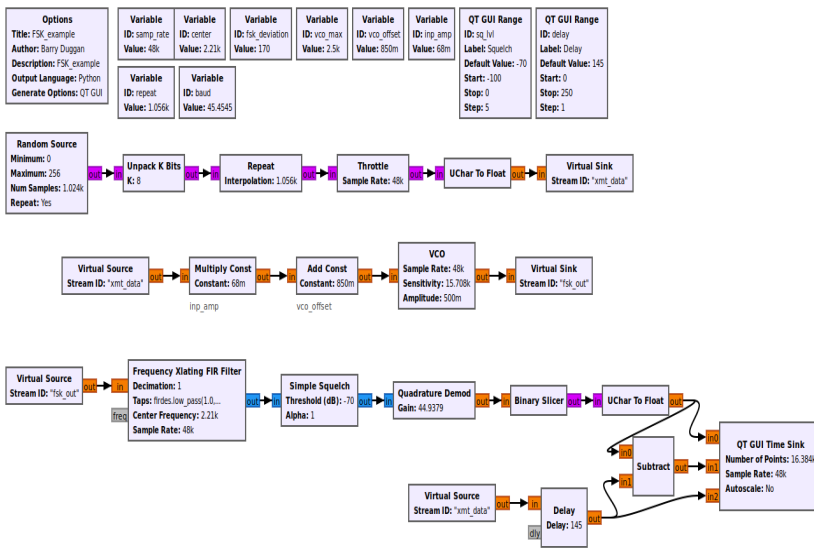 Options
Title: FSK_example
Author: Barry Duggan
Description: FSK_example
Output Language: Python
Generate Options: QT GUI
Variable
ID: samp_rate
Value: 48k
Variable
ID: center
Value: 2.21k
Variable
ID: fsk_deviation
Value: 170
Variable
ID: vco_max
Value: 2.5k
Variable
ID: vco_offset
Value: 850m
Variable
ID: inp_amp
Value: 68m
QT GUI Range
ID: sq_lvl
Label: Squelch
Default Value: -70
Start: -100
Stop: 0
Step: 5
QT GUI Range
ID: delay
Label: Delay
Default Value: 145
Start: 0
Stop: 250
Step: 1
Variable
ID: repeat
Value: 1.056k
Variable
ID: baud
Value: 45.4545
Random Source
Minimum: 0
Maximum: 256
Num Samples: 1.024k
Repeat: Yes
out
in
Unpack K Bits
K: 8
out
in
Repeat
Interpolation: 1.056k
out
in
Throttle
Sample Rate: 48k
out
in
UChar To Float
out
in
Virtual Sink
Stream ID: "xmt_data"
Virtual Source
Stream ID: "xmt_data"
out
in
Multiply Const
Constant: 68m
out
inp_amp
in
Add Const
Constant: 850m
out
vco_offset
in
VCO
Sample Rate: 48k
Sensitivity: 15.708k
Amplitude: 500m
out
in
Virtual Sink
Stream ID: "fsk_out"
Virtual Source
Stream ID: "fsk_out"
out
in
freq
Frequency Xlating FIR Filter
Decimation: 1
Taps: firdes.low_pass(1.0,...
Center Frequency: 2.21k
Sample Rate: 48k
out
in
Simple Squelch
Threshold (dB): -70
Alpha: 1
out
in
Quadrature Demod
Gain: 44.9379
out
in
Binary Slicer
out
in
UChar To Float
out
in0
in1
Subtract
out
in0
in1
in2
QT GUI Time Sink
Number of Points: 16.384k
Sample Rate: 48k
Autoscale: No
Virtual Source
Stream ID: "xmt_data"
out
in
dly
Delay
Delay: 145
out